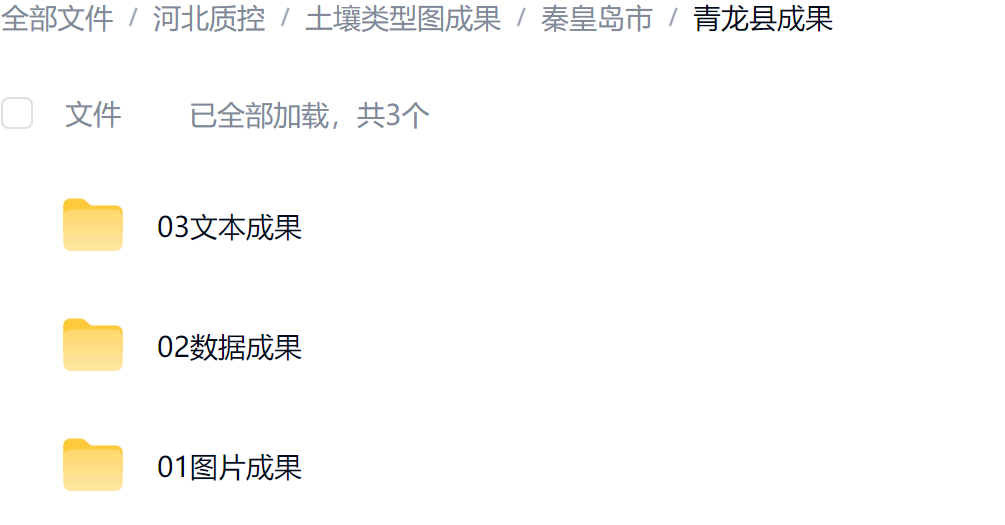 全部文件 / 河北质控 / 土壤类型图成果 / 秦皇岛市 / 青龙县成果
文件 已全部加载，共3个
03文本成果
02数据成果
01图片成果